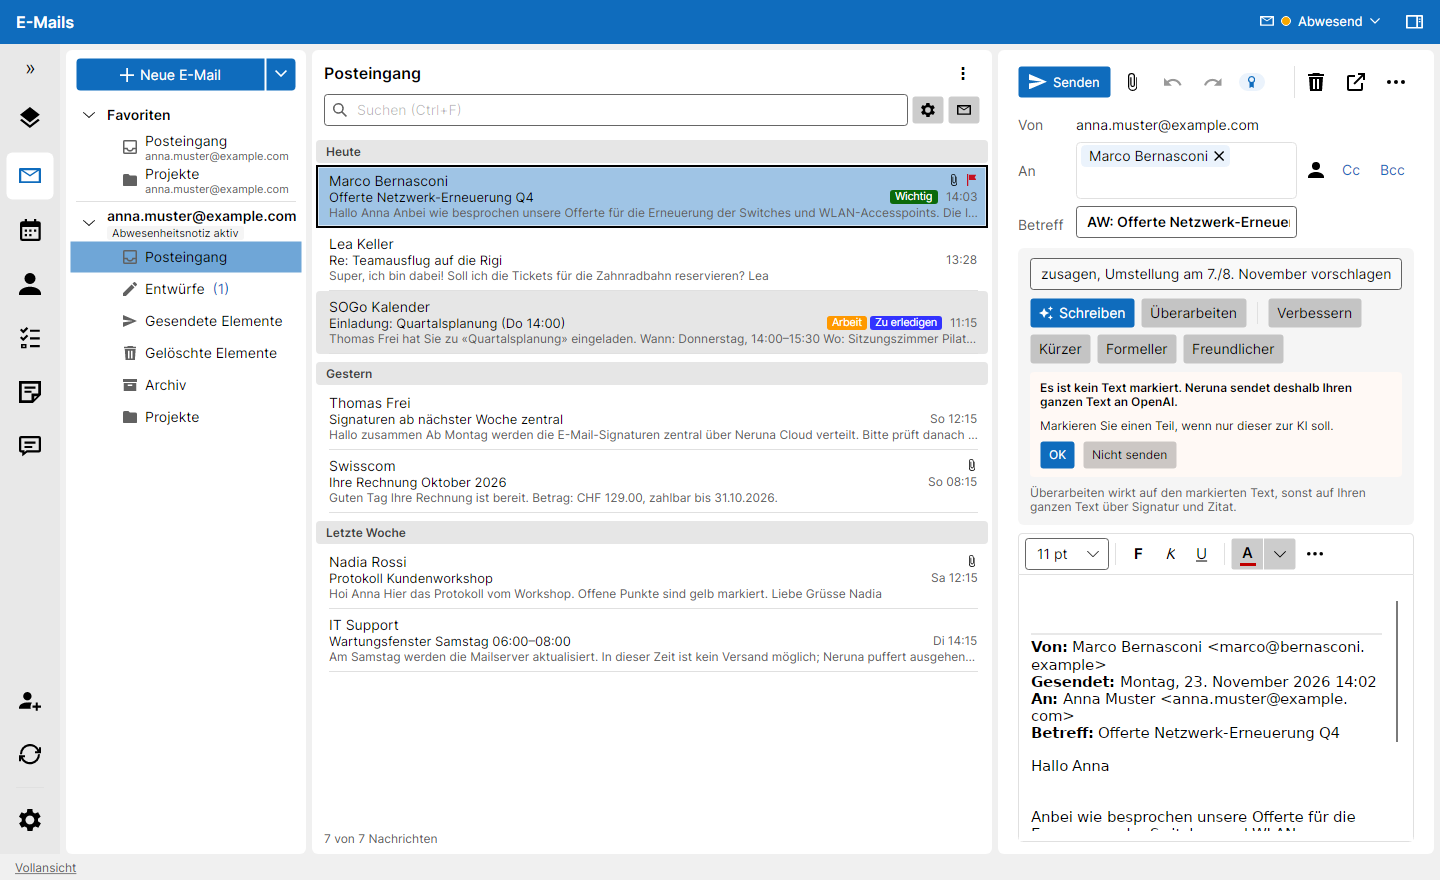 E-Mails
Abwesend
»
Neue E-Mail
Favoriten
Posteingang
anna.muster@example.com
Projekte
anna.muster@example.com
anna.muster@example.com
Abwesenheitsnotiz aktiv
Posteingang
Entwürfe (1)
Gesendete Elemente
Gelöschte Elemente
Archiv
Projekte
Posteingang
Suchen (Ctrl+F)
Heute
Marco Bernasconi
Offerte Netzwerk-Erneuerung Q4 Wichtig 14:03
Hallo Anna Anbei wie besprochen unsere Offerte für die Erneuerung der Switches und WLAN-Accesspoints. Die I...
Lea Keller
Re: Teamausflug auf die Rigi 13:28
Super, ich bin dabei! Soll ich die Tickets für die Zahnradbahn reservieren? Lea
SOGo Kalender
Einladung: Quartalsplanung (Do 14:00) Arbeit Zu erledigen 11:15
Thomas Frei hat Sie zu «Quartalsplanung» eingeladen. Wann: Donnerstag, 14:00–15:30 Wo: Sitzungszimmer Pilat...
Gestern
Thomas Frei
Signaturen ab nächster Woche zentral So 12:15
Hallo zusammen Ab Montag werden die E-Mail-Signaturen zentral über Neruna Cloud verteilt. Bitte prüft danach ...
Swisscom
Ihre Rechnung Oktober 2026 So 08:15
Guten Tag Ihre Rechnung ist bereit. Betrag: CHF 129.00, zahlbar bis 31.10.2026.
Letzte Woche
Nadia Rossi
Protokoll Kundenworkshop Sa 12:15
Hoi Anna Hier das Protokoll vom Workshop. Offene Punkte sind gelb markiert. Liebe Grüsse Nadia
IT Support
Wartungsfenster Samstag 06:00–08:00 Di 14:15
Am Samstag werden die Mailserver aktualisiert. In dieser Zeit ist kein Versand möglich; Neruna puffert ausgehen...
7 von 7 Nachrichten
Senden
Von anna.muster@example.com
An Marco Bernasconi Cc Bcc
Betreff AW: Offerte Netzwerk-Erneue
zusagen, Umstellung am 7./8. November vorschlagen
Schreiben Überarbeiten Verbessern
Kürzer Formeller Freundlicher
Es ist kein Text markiert. Neruna sendet deshalb Ihren
ganzen Text an OpenAI.
Markieren Sie einen Teil, wenn nur dieser zur KI soll.
OK Nicht senden
Überarbeiten wirkt auf den markierten Text, sonst auf Ihren
ganzen Text über Signatur und Zitat.
11 pt F K U A
Von: Marco Bernasconi <marco@bernasconi.
example>
Gesendet: Montag, 23. November 2026 14:02
An: Anna Muster <anna.muster@example.
com>
Betreff: Offerte Netzwerk-Erneuerung Q4
Hallo Anna
Anbei wie besprochen unsere Offerte für die
Vollansicht